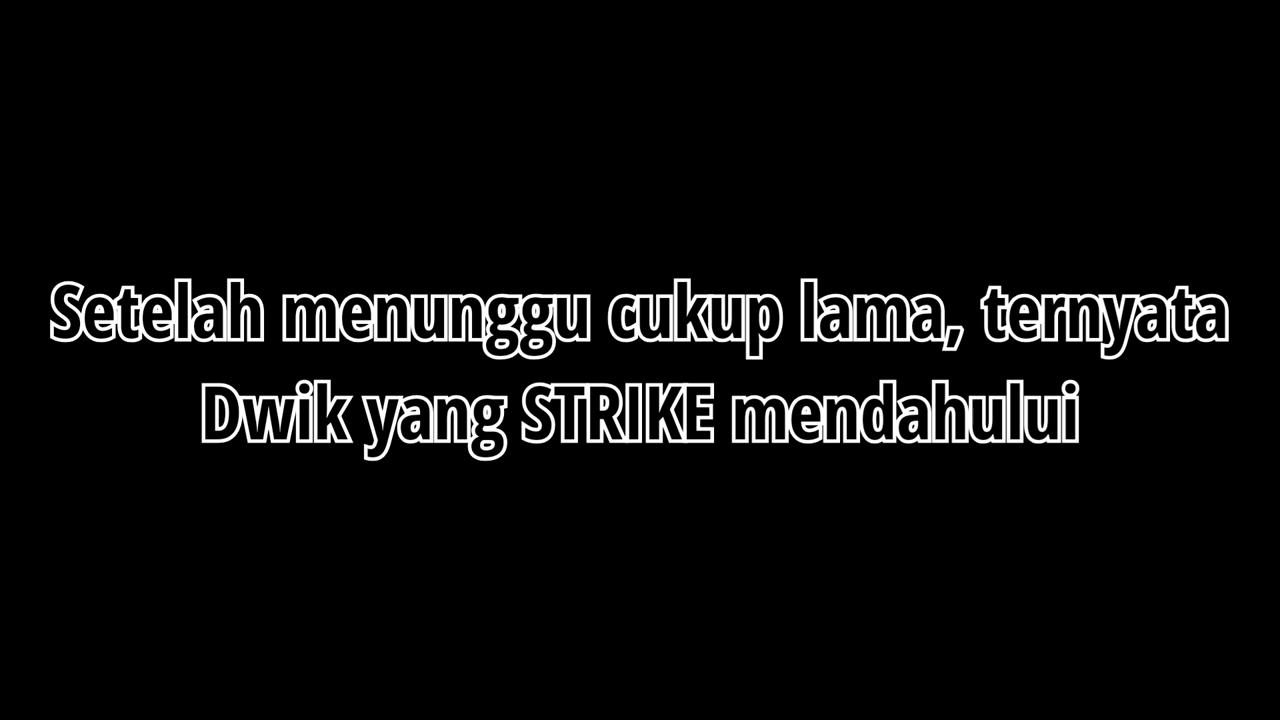 Setelah menunggu cukup lama, ternyata
Dwik yang STRIKE mendahului